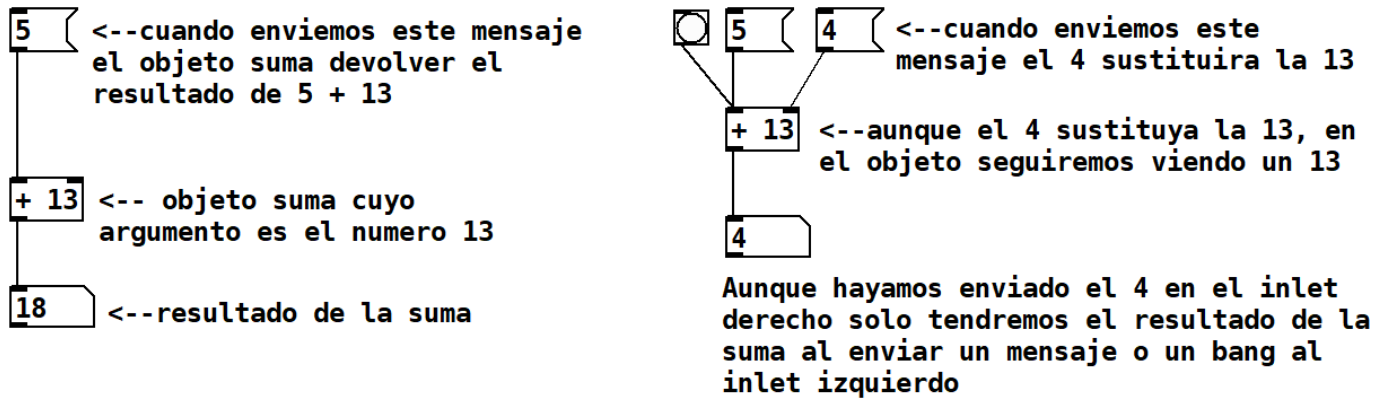 5
<--cuando enviemos este mensaje
el objeto suma devolver el
resultado de 5 + 13
+ 13
<-- objeto suma cuyo
argumento es el numero 13
18
<--resultado de la suma
5
4
<--cuando enviemos este
mensaje el 4 sustituira la 13
+ 13
<--aunque el 4 sustituya la 13, en
el objeto seguiremos viendo un 13
4
Aunque hayamos enviado el 4 en el inlet
derecho solo tendremos el resultado de la
suma al enviar un mensaje o un bang al
inlet izquierdo